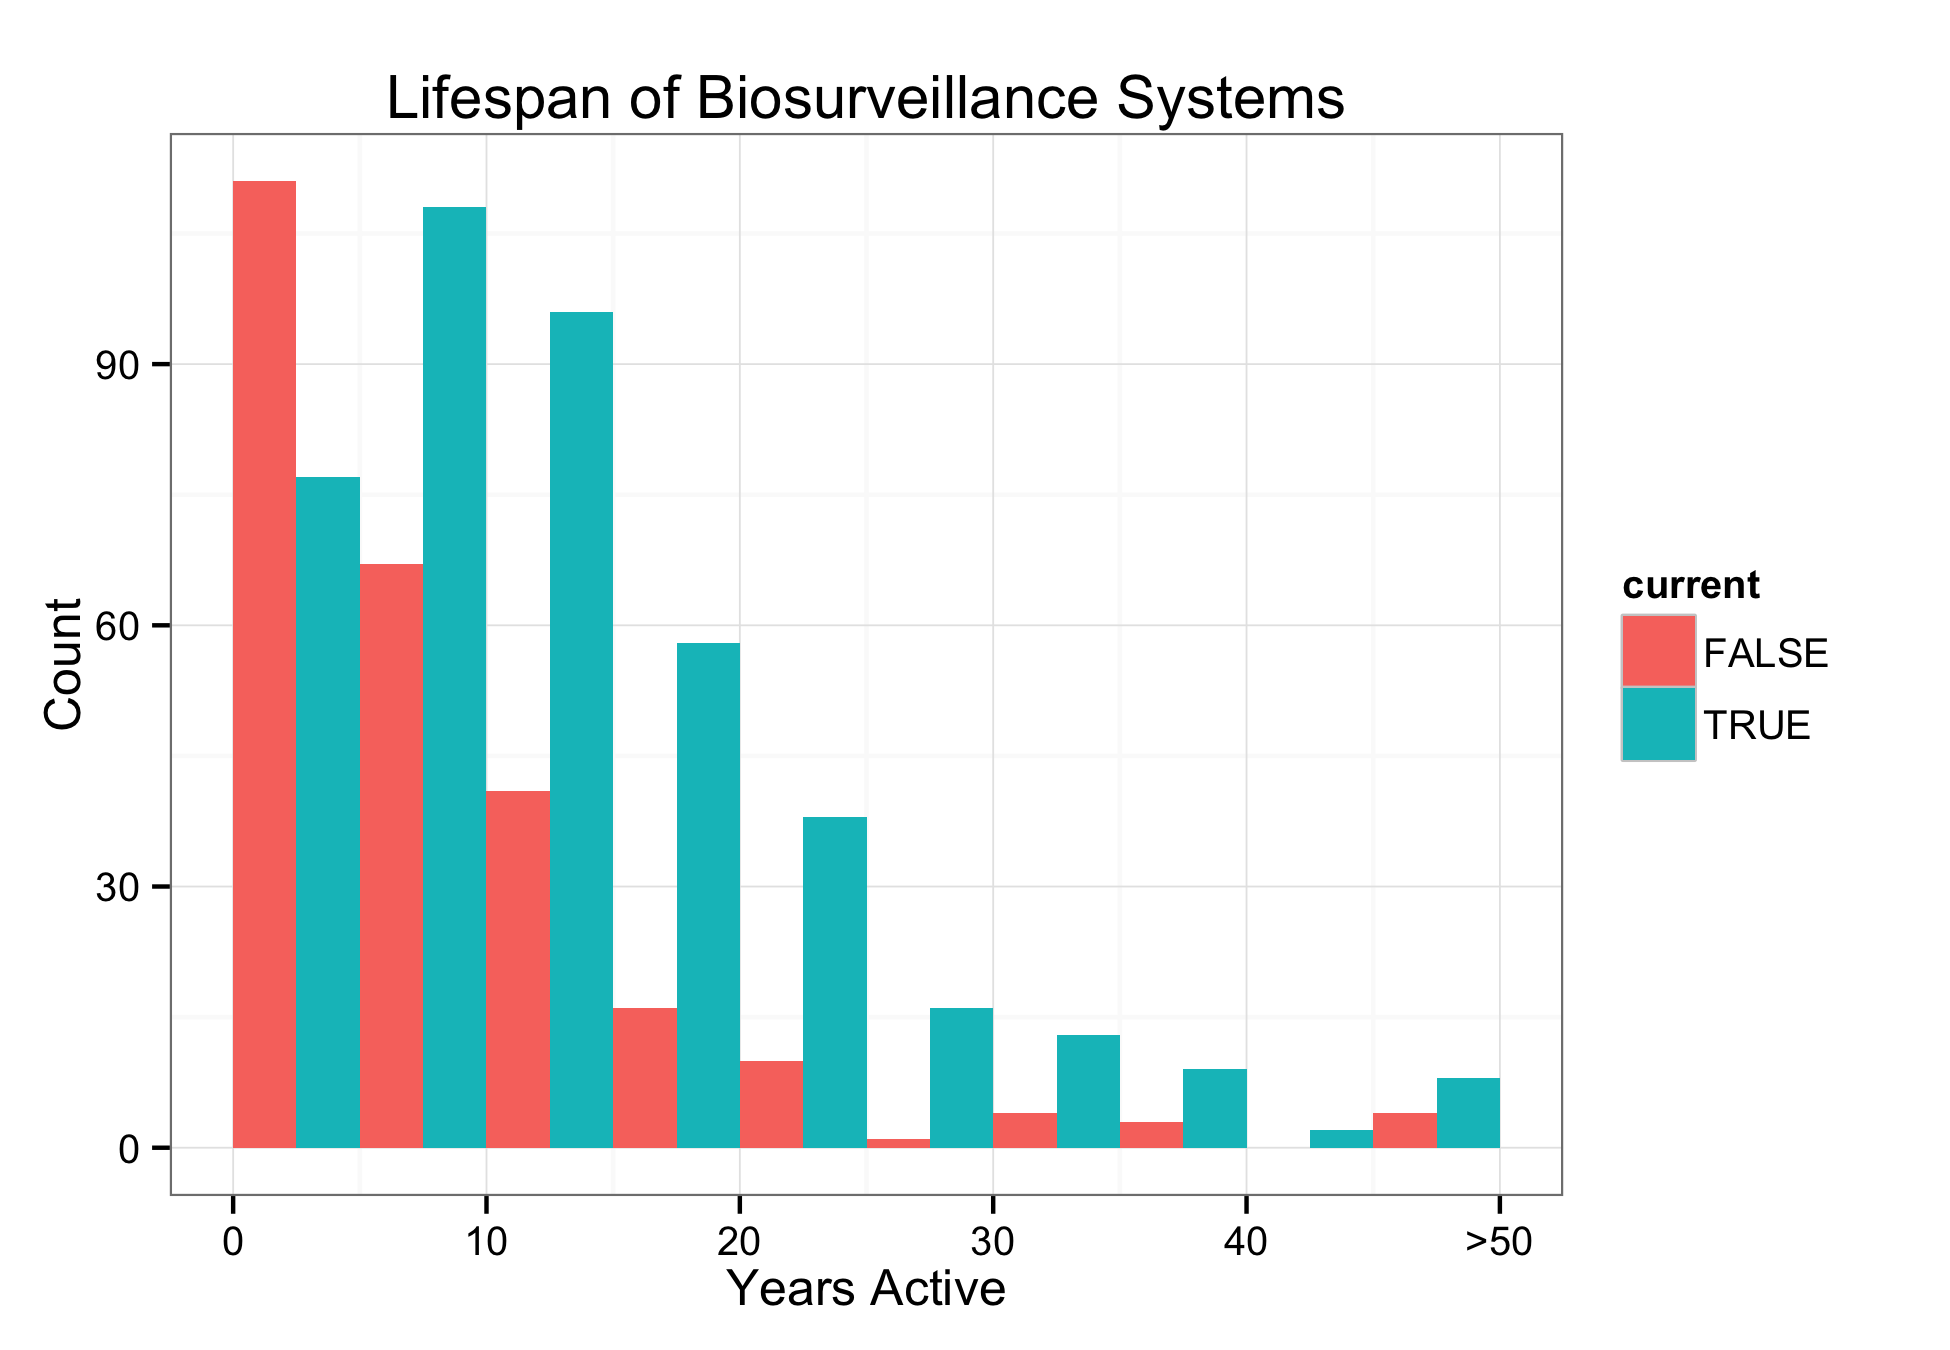 Lifespan of Biosurveillance Systems
90
60
30
0
Count
0 10 20 30 40 >50
Years Active
current
FALSE
TRUE